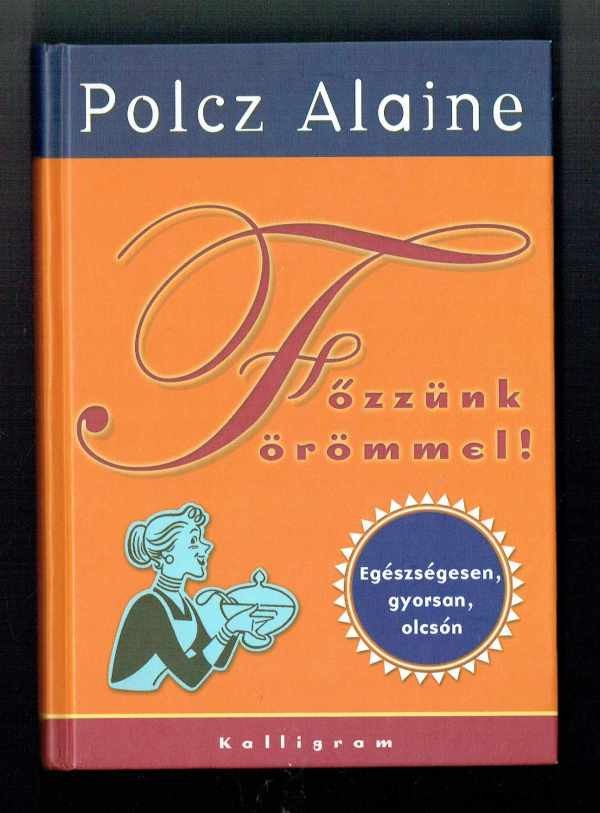 Polcz Alaine
Főzzünk
örömmel!
Egészségesen,
gyorsan,
olcsón
Kalligram